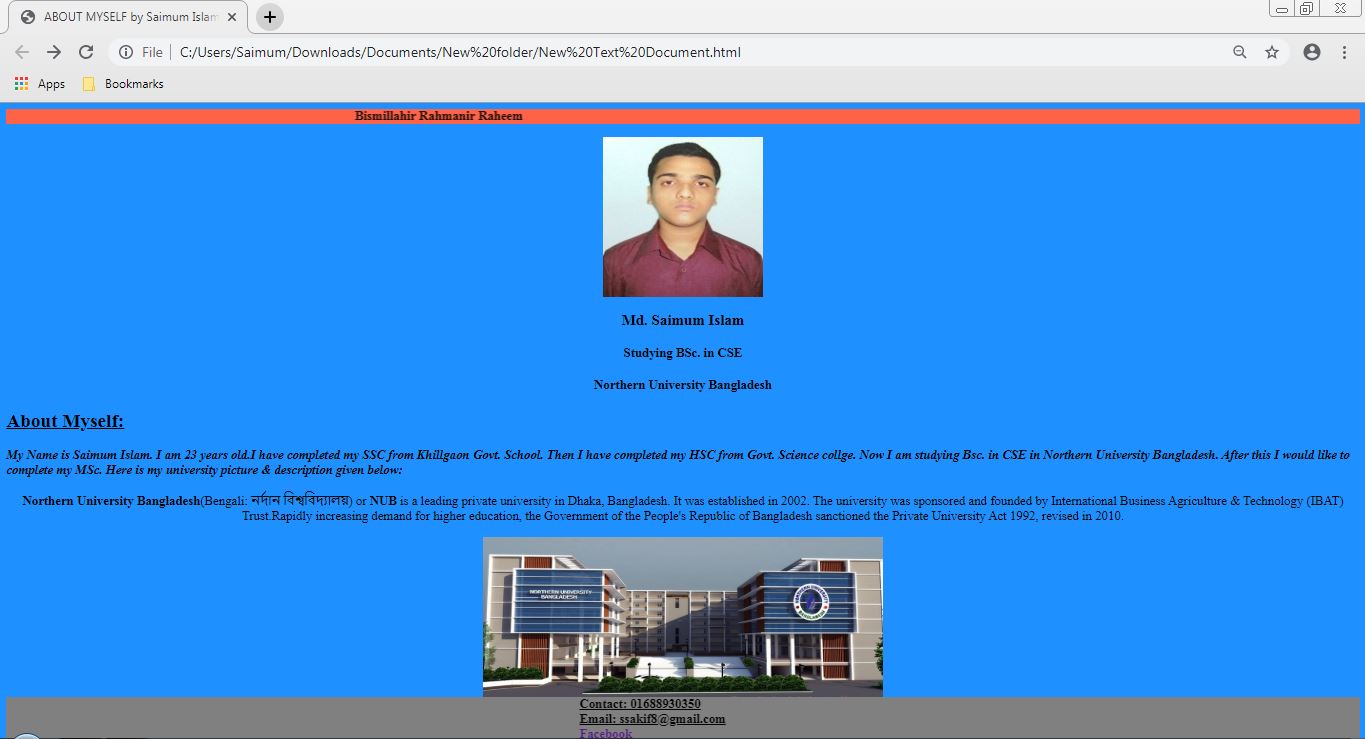 ABOUT MYSELF by Saimum Islam
File
C:/Users/Saimum/Downloads/Documents/New%20folder/New%20Text%20Document.html
Apps Bookmarks
Bismillahir Rahmanir Raheem
Md. Saimum Islam
Studying BSc. in CSE
Northern University Bangladesh
About Myself:
My Name is Saimum Islam. I am 23 years old.I have completed my SSC from Khillgaon Govt. School. Then I have completed my HSC from Govt. Science collge. Now I am studying Bsc. in CSE in Northern University Bangladesh. After this I would like to
complete my MSc. Here is my university picture & description given below:
Northern University Bangladesh(Bengali: নর্দান বিশ্ববিদ্যালয়) or NUB is a leading private university in Dhaka, Bangladesh. It was established in 2002. The university was sponsored and founded by International Business Agriculture & Technology (IBAT)
Trust.Rapidly increasing demand for higher education, the Government of the People's Republic of Bangladesh sanctioned the Private University Act 1992, revised in 2010.
NORTHERN UNIVERSITY
BANGLADESH
Contact: 01688930350
Email: ssakif8@gmail.com
Facebook